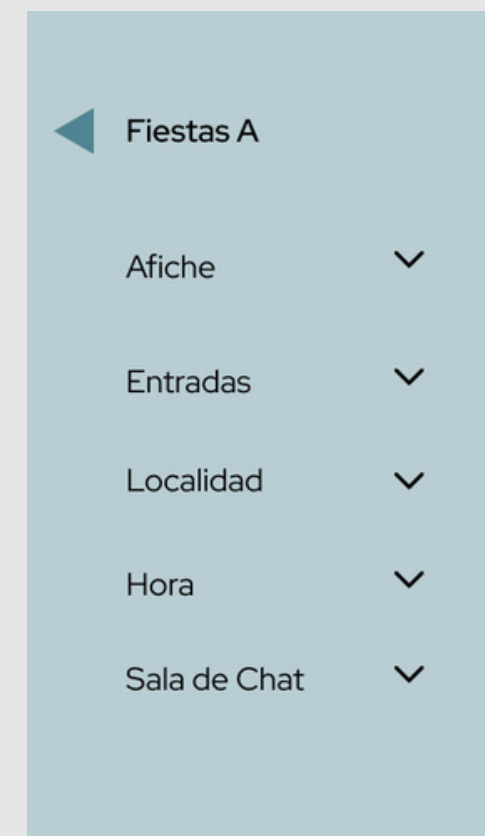 Fiestas A
Afiche
Entradas
Localidad
Hora
Sala de Chat